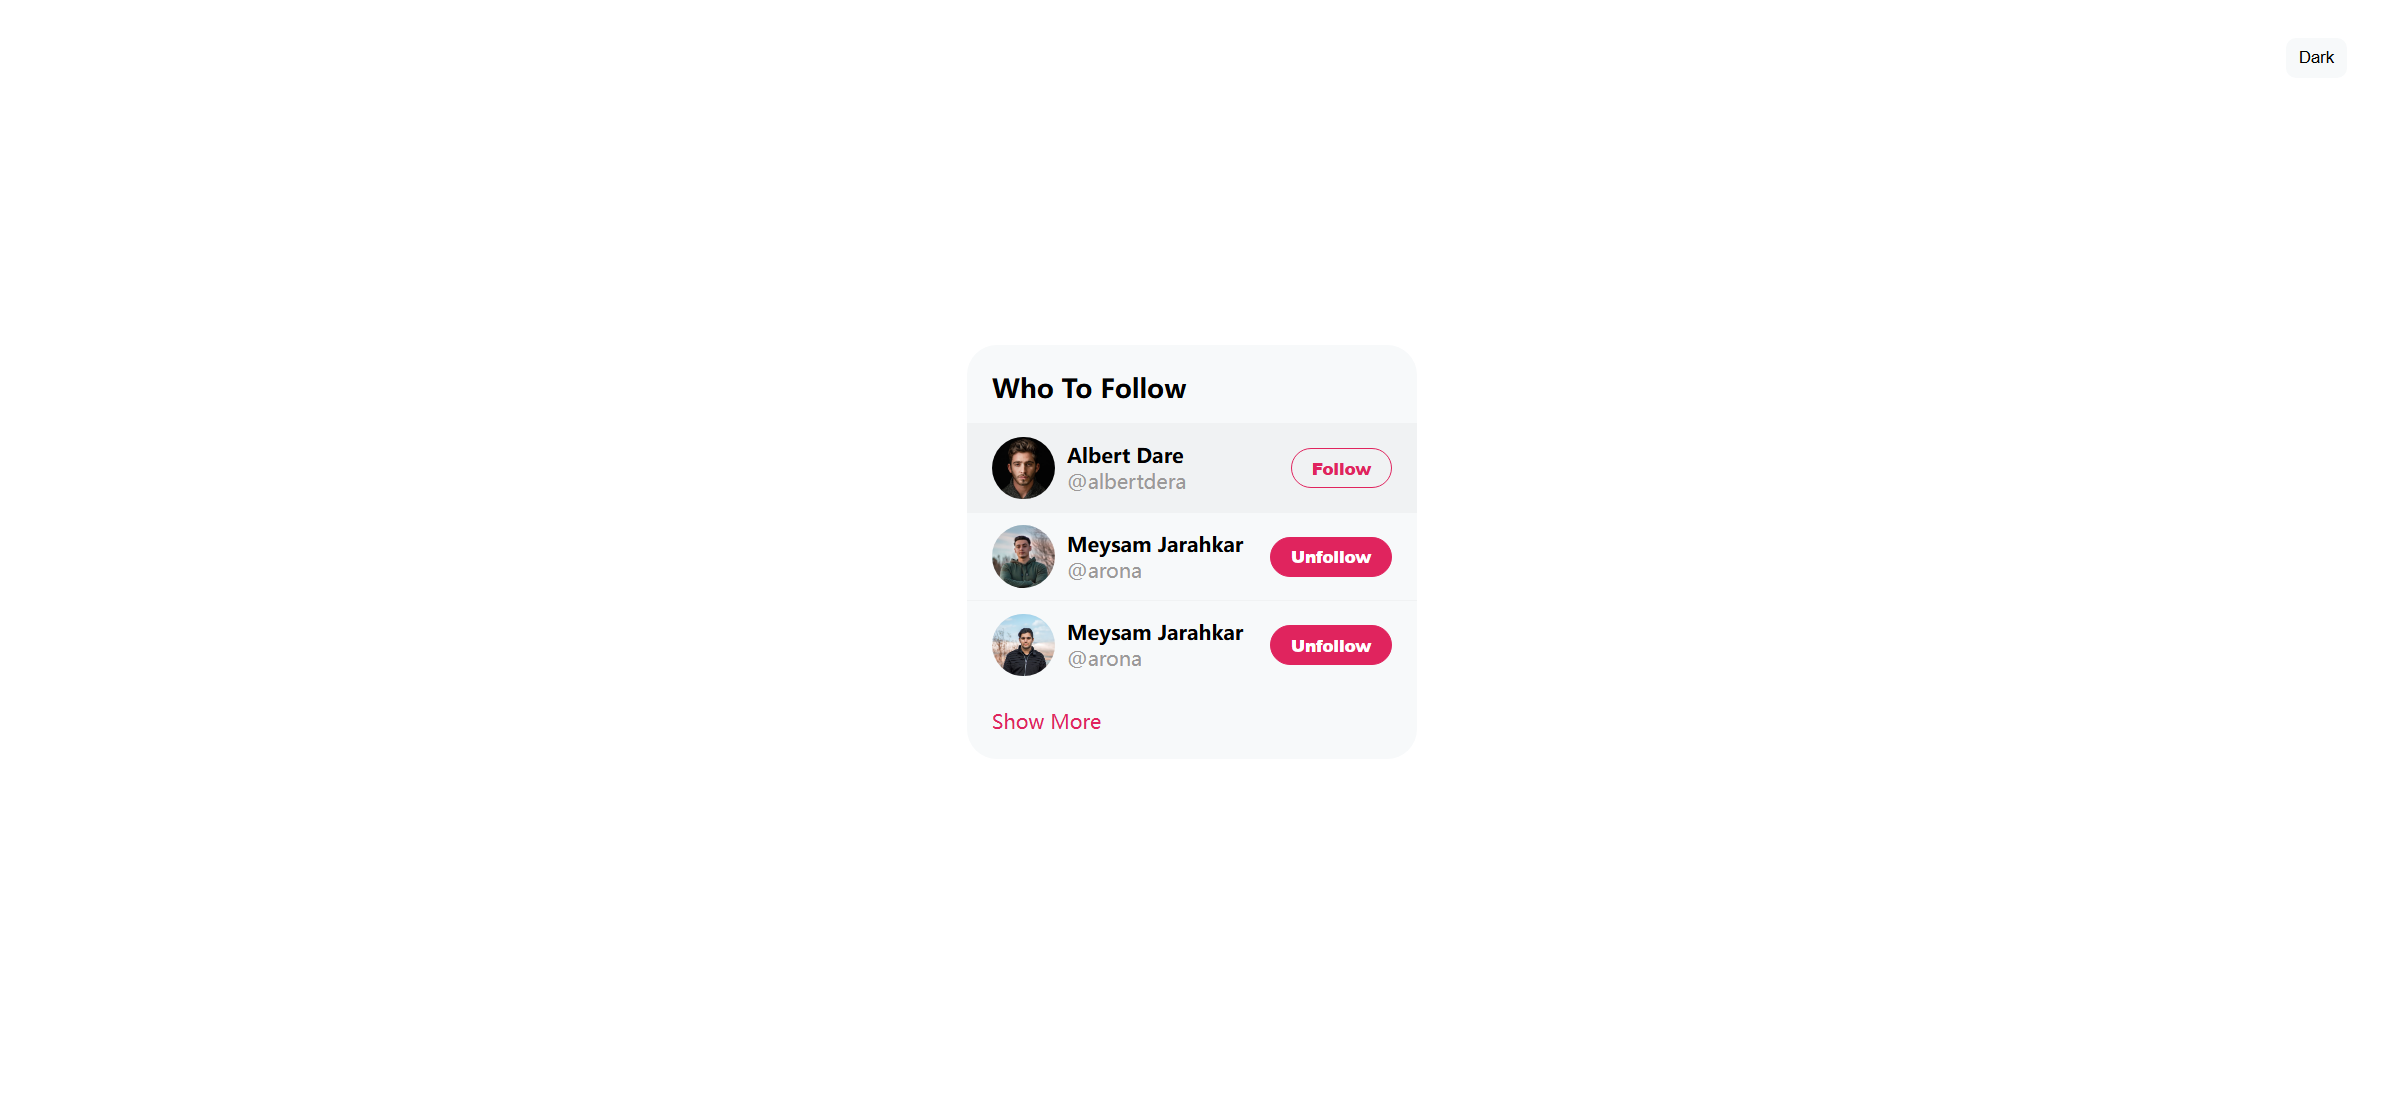 Dark
Who To Follow
Albert Dare
@albertdera
Follow
Meysam Jarahkar
@arona
Unfollow
Meysam Jarahkar
@arona
Unfollow
Show More